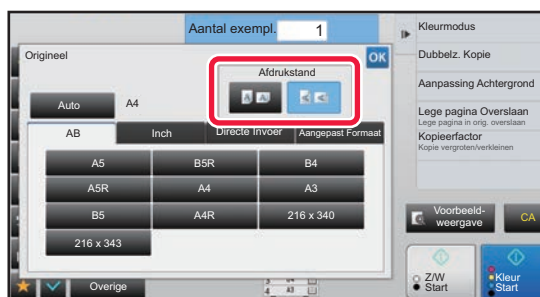 Aantal exempl. 1
Origineel
OK
Afdrukstand
Auto A4
AB Inch Directe Invoer Aangepast Formaat
A5 B5R B4
A5R A4 A3
B5 A4R 216 x 340
216 x 343
Overige
Kleurmodus
Dubbelz. Kopie
Aanpassing Achtergrond
Lege pagina Overslaan
Lege pagina in orig. overslaan
Kopieerfactor
Kopie vergroten/verkleinen
Voorbeeld-
weergave
CA
Z/W
Start
Kleur
Start